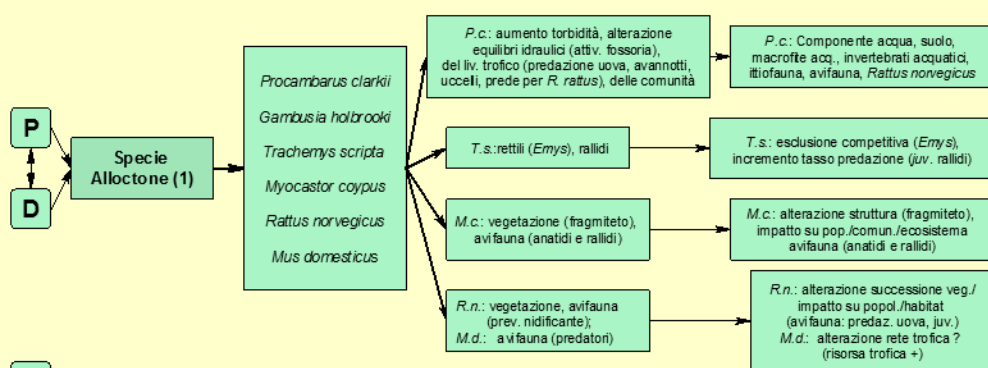 P
D
Specie
Alloctone (1)
Procambarus clarkii
Gambusia holbrooki
Trachemys scripta
Myocastor coypus
Rattus norvegicus
Mus domesticus
P.c.: aumento torbidità, alterazione
equilibri idraulici (attiv. fossoria),
del liv. trofico (predazione uova, avannotti,
uccelli, prede per R. rattus), delle comunità
P.c.: Componente acqua, suolo,
macrofite acq., invertebrati acquatici,
ittiofauna, avifauna, Rattus norvegicus
T.s.:rettili (Emys), rallidi
T.s.: esclusione competitiva (Emys),
incremento tasso predazione (juv. rallidi)
M.c.: vegetazione (fragmiteto),
avifauna (anatidi e rallidi)
M.c.: alterazione struttura (fragmiteto),
impatto su pop./comun./ecosistema
avifauna (anatidi e rallidi)
R.n.: vegetazione, avifauna
(prev. nidificante);
M.d.: avifauna (predatori)
R.n.: alterazione successione veg./
impatto su popol./habitat
(avifauna: predaz. uova, juv.)
M.d.: alterazione rete trofica ?
(risorsa trofica +)